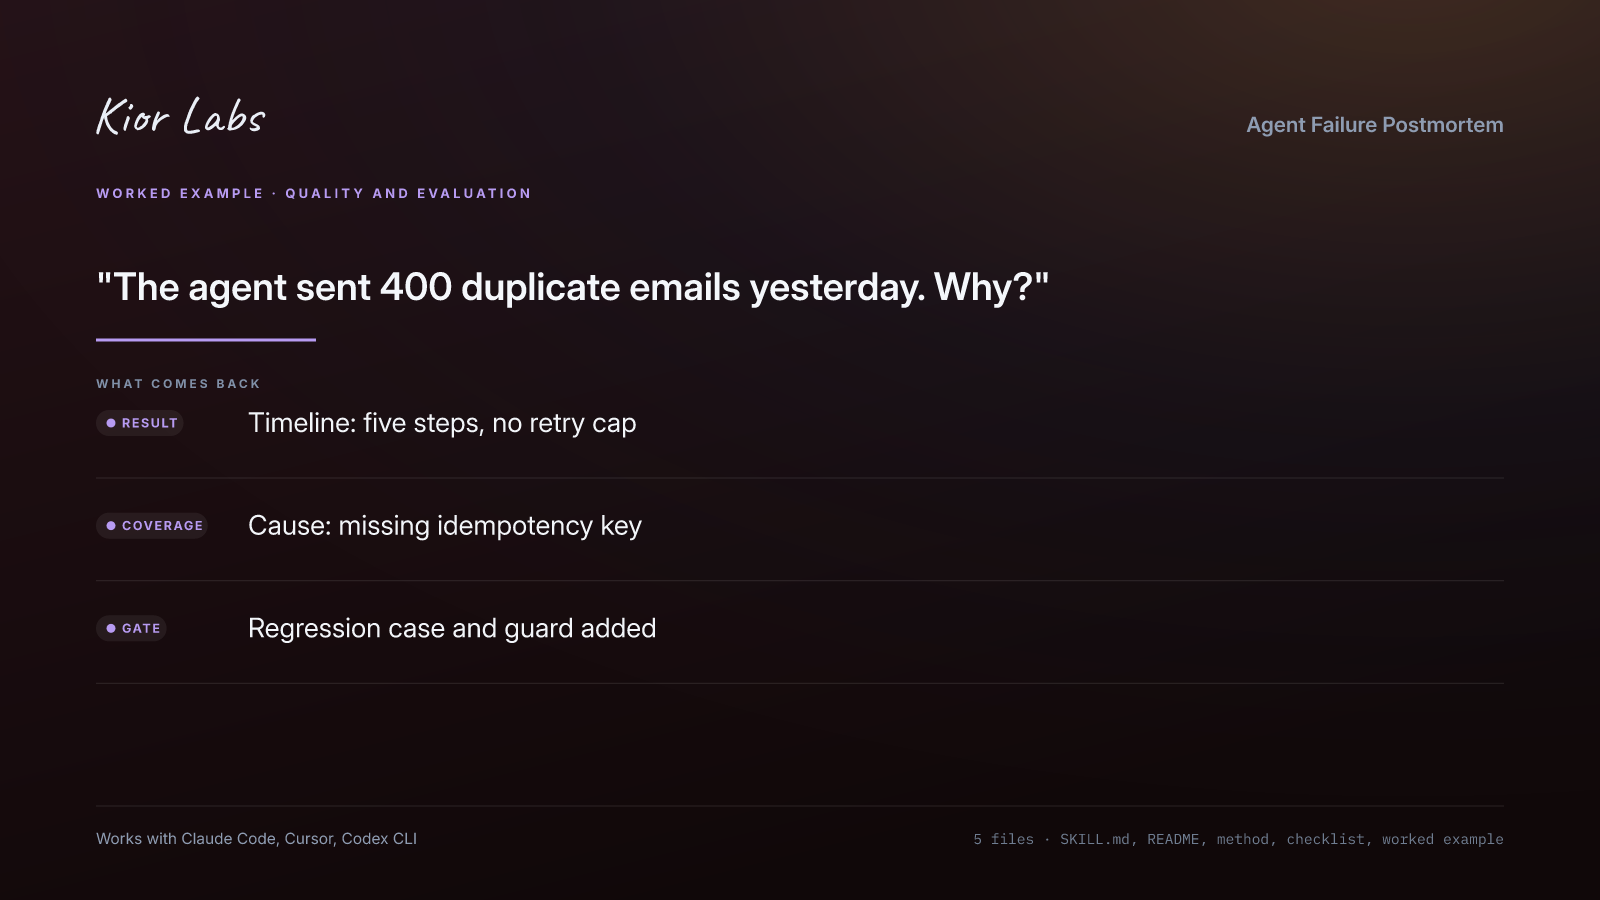 Kior Labs
Agent Failure Postmortem
WORKED EXAMPLE · QUALITY AND EVALUATION
"The agent sent 400 duplicate emails yesterday. Why?"
WHAT COMES BACK
RESULT Timeline: five steps, no retry cap
COVERAGE Cause: missing idempotency key
GATE Regression case and guard added
Works with Claude Code, Cursor, Codex CLI
5 files · SKILL.md, README, method, checklist, worked example